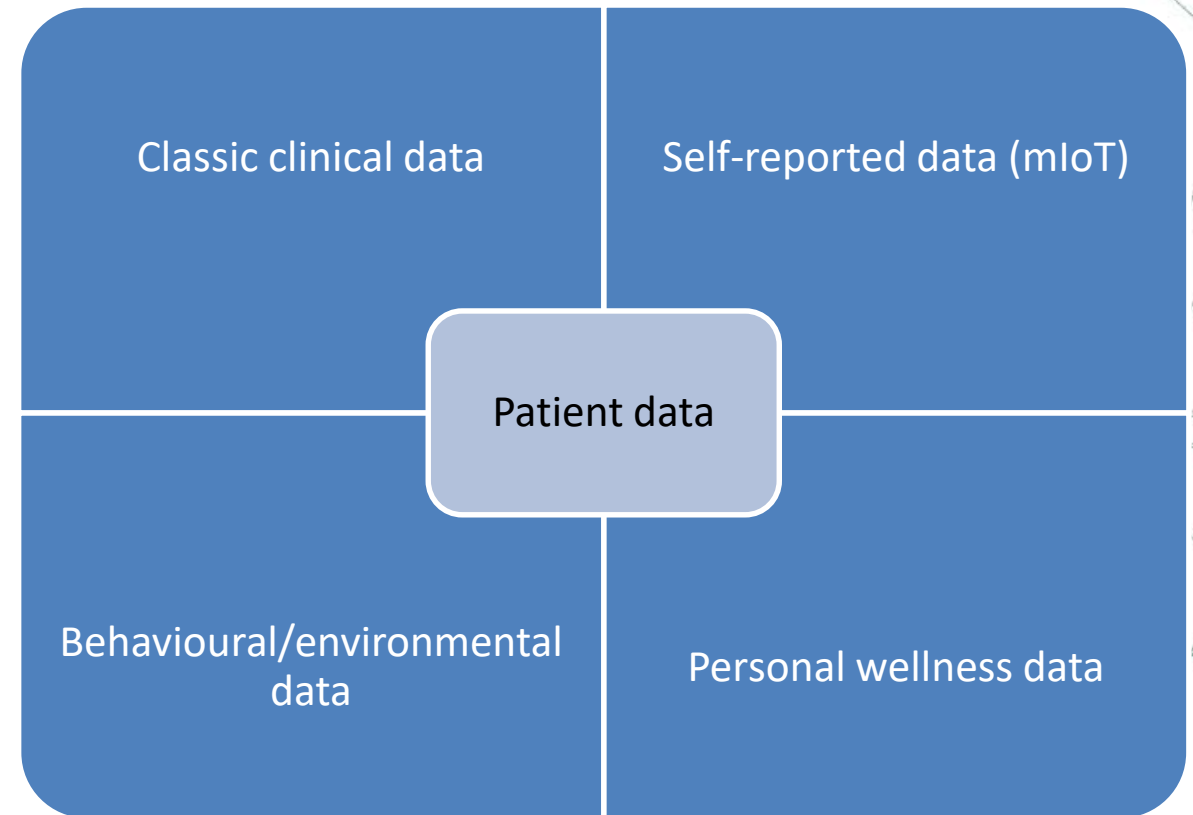 Classic clinical data
Self-reported data (mIoT)
Patient data
Behavioural/environmental
data
Personal wellness data